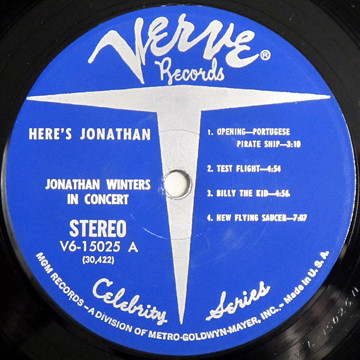 VERVE®
Records
HERE'S JONATHAN
JONATHAN WINTERS
IN CONCERT
STEREO
V6-15025 A
(30,422)
1. OPENING—PORTUGESE
PIRATE SHIP—3:10
2. TEST FLIGHT—4:54
3. BILLY THE KID—4:56
4. NEW FLYING SAUCER—7:07
Celebrity Series
MGM RECORDS—A DIVISION OF METRO-GOLDWYN-MAYER, INC.—Made in U.S.A.